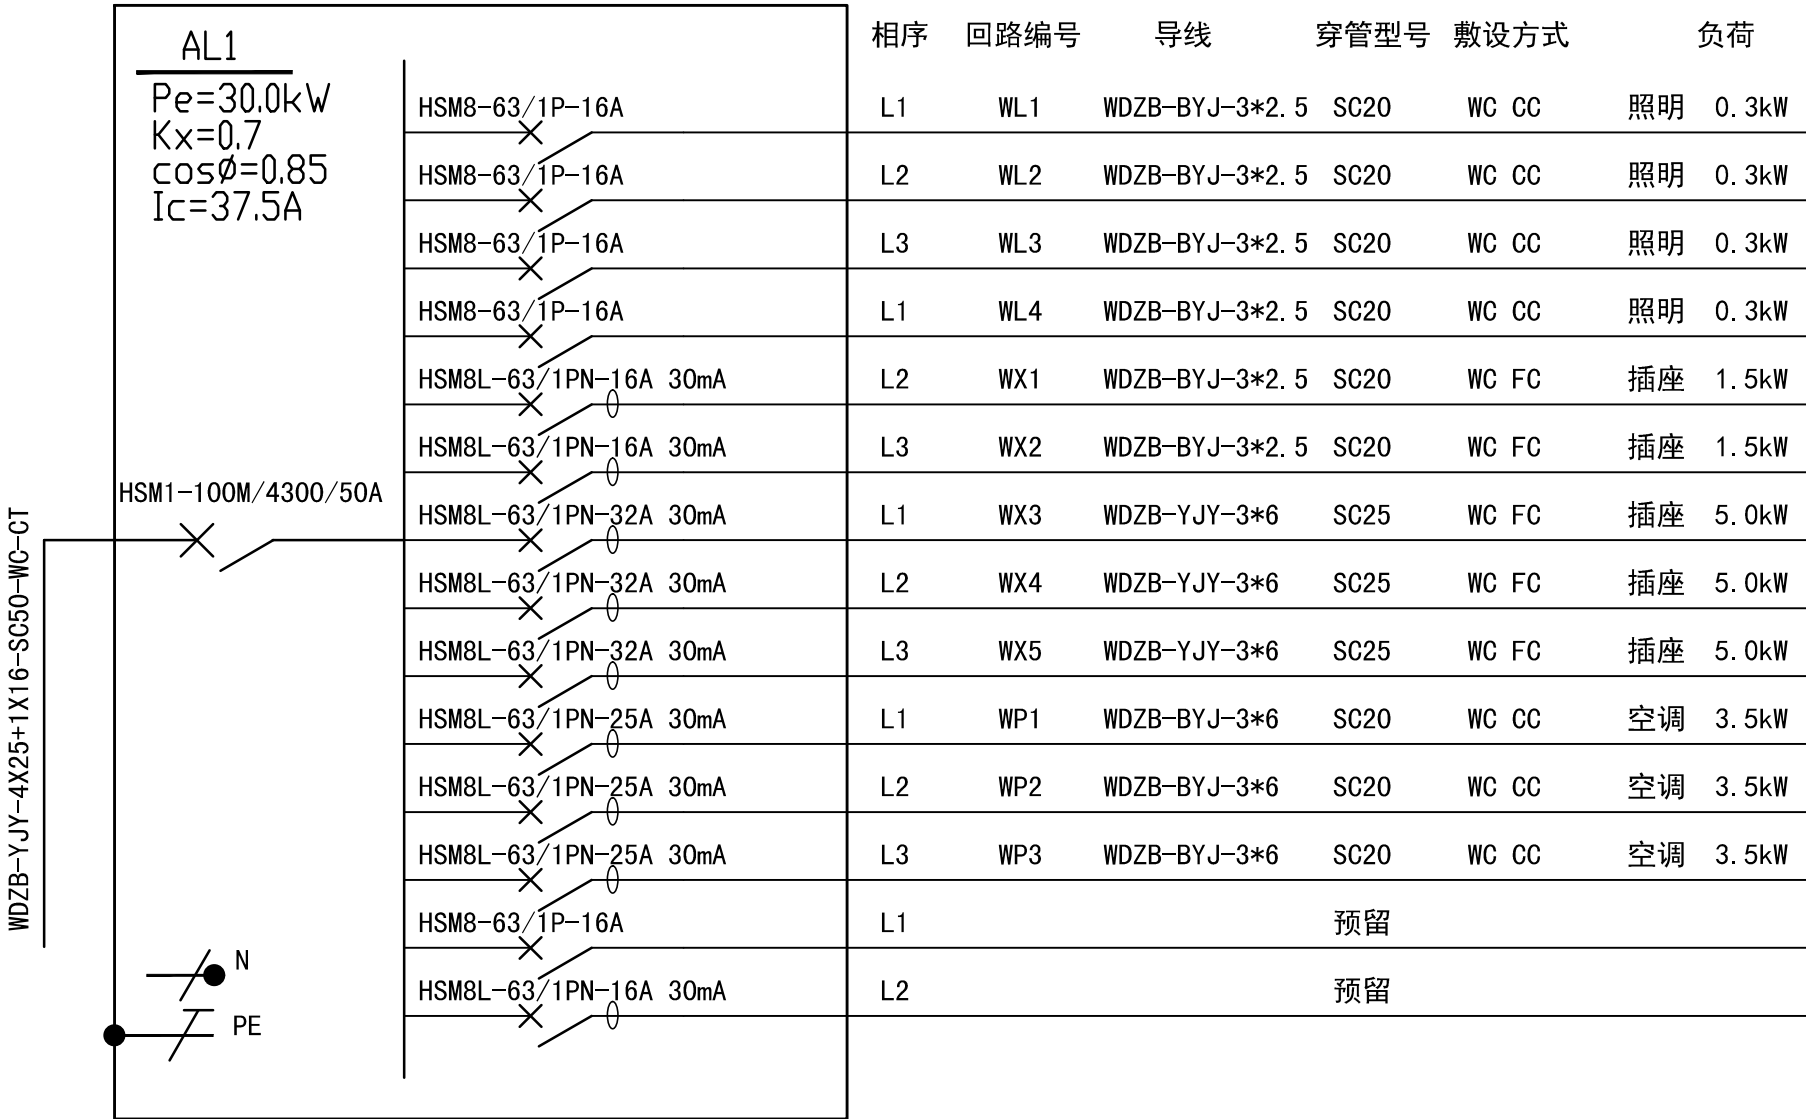 AL1
Pe=30.0kW
Kx=0.7
cosø=0.85
Ic=37.5A
相序 回路编号 导线 穿管型号 敷设方式 负荷
HSM8-63/1P-16A L1 WL1 WDZB-BYJ-3*2.5 SC20 WC CC 照明 0.3kW
HSM8-63/1P-16A L2 WL2 WDZB-BYJ-3*2.5 SC20 WC CC 照明 0.3kW
HSM8-63/1P-16A L3 WL3 WDZB-BYJ-3*2.5 SC20 WC CC 照明 0.3kW
HSM8-63/1P-16A L1 WL4 WDZB-BYJ-3*2.5 SC20 WC CC 照明 0.3kW
HSM8L-63/1PN-16A 30mA L2 WX1 WDZB-BYJ-3*2.5 SC20 WC FC 插座 1.5kW
HSM8L-63/1PN-16A 30mA L3 WX2 WDZB-BYJ-3*2.5 SC20 WC FC 插座 1.5kW
HSM1-100M/4300/50A
HSM8L-63/1PN-32A 30mA L1 WX3 WDZB-YJY-3*6 SC25 WC FC 插座 5.0kW
HSM8L-63/1PN-32A 30mA L2 WX4 WDZB-YJY-3*6 SC25 WC FC 插座 5.0kW
HSM8L-63/1PN-32A 30mA L3 WX5 WDZB-YJY-3*6 SC25 WC FC 插座 5.0kW
HSM8L-63/1PN-25A 30mA L1 WP1 WDZB-BYJ-3*6 SC20 WC CC 空调 3.5kW
HSM8L-63/1PN-25A 30mA L2 WP2 WDZB-BYJ-3*6 SC20 WC CC 空调 3.5kW
HSM8L-63/1PN-25A 30mA L3 WP3 WDZB-BYJ-3*6 SC20 WC CC 空调 3.5kW
HSM8-63/1P-16A L1 预留
HSM8L-63/1PN-16A 30mA L2 预留
WDZB-YJY-4X25+1X16-SC50-WC-CT
N
PE